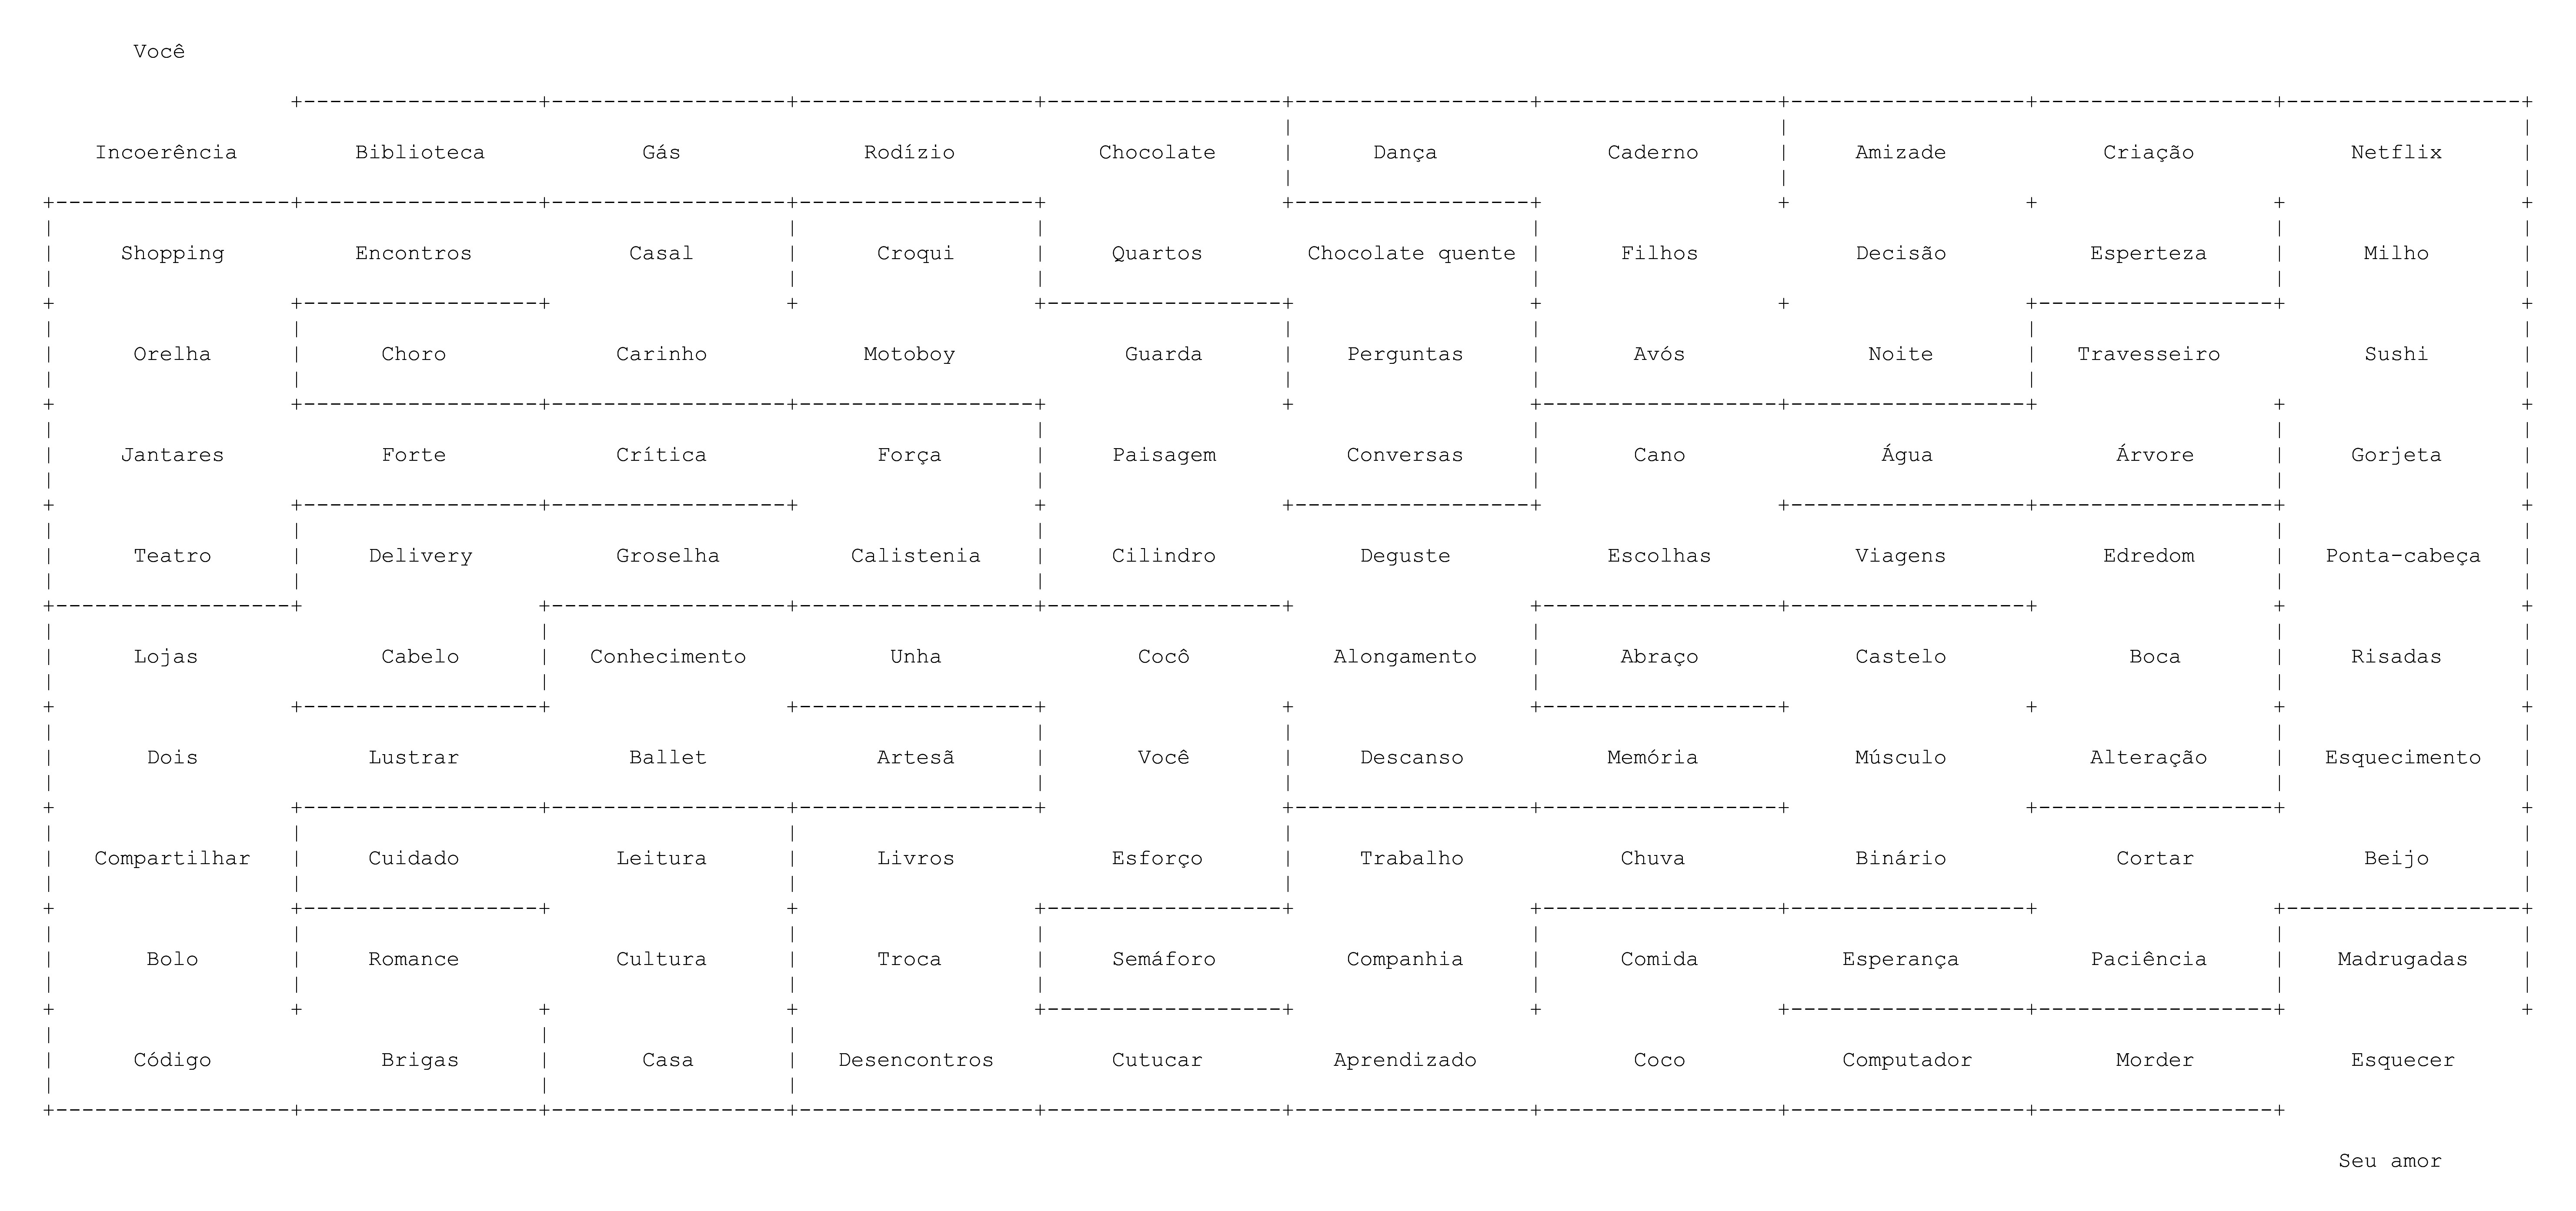 Você
Incoerência Biblioteca Gás Rodízio Chocolate Dança Caderno Amizade Criação Netflix
Shopping Encontros Casal Croqui Quartos Chocolate quente Filhos Decisão Esperteza Milho
Orelha Choro Carinho Motoboy Guarda Perguntas Avós Noite Travesseiro Sushi
Jantares Forte Crítica Força Paisagem Conversas Cano Água Árvore Gorjeta
Teatro Delivery Groselha Calistenia Cilindro Deguste Escolhas Viagens Edredom Ponta-cabeça
Lojas Cabelo Conhecimento Unha Cocô Alongamento Abraço Castelo Boca Risadas
Dois Lustrar Ballet Artesã Você Descanso Memória Músculo Alteração Esquecimento
Compartilhar Cuidado Leitura Livros Esforço Trabalho Chuva Binário Cortar Beijo
Bolo Romance Cultura Troca Semáforo Companhia Comida Esperança Paciência Madrugadas
Código Brigas Casa Desencontros Cutucar Aprendizado Coco Computador Morder Esquecer
Seu amor